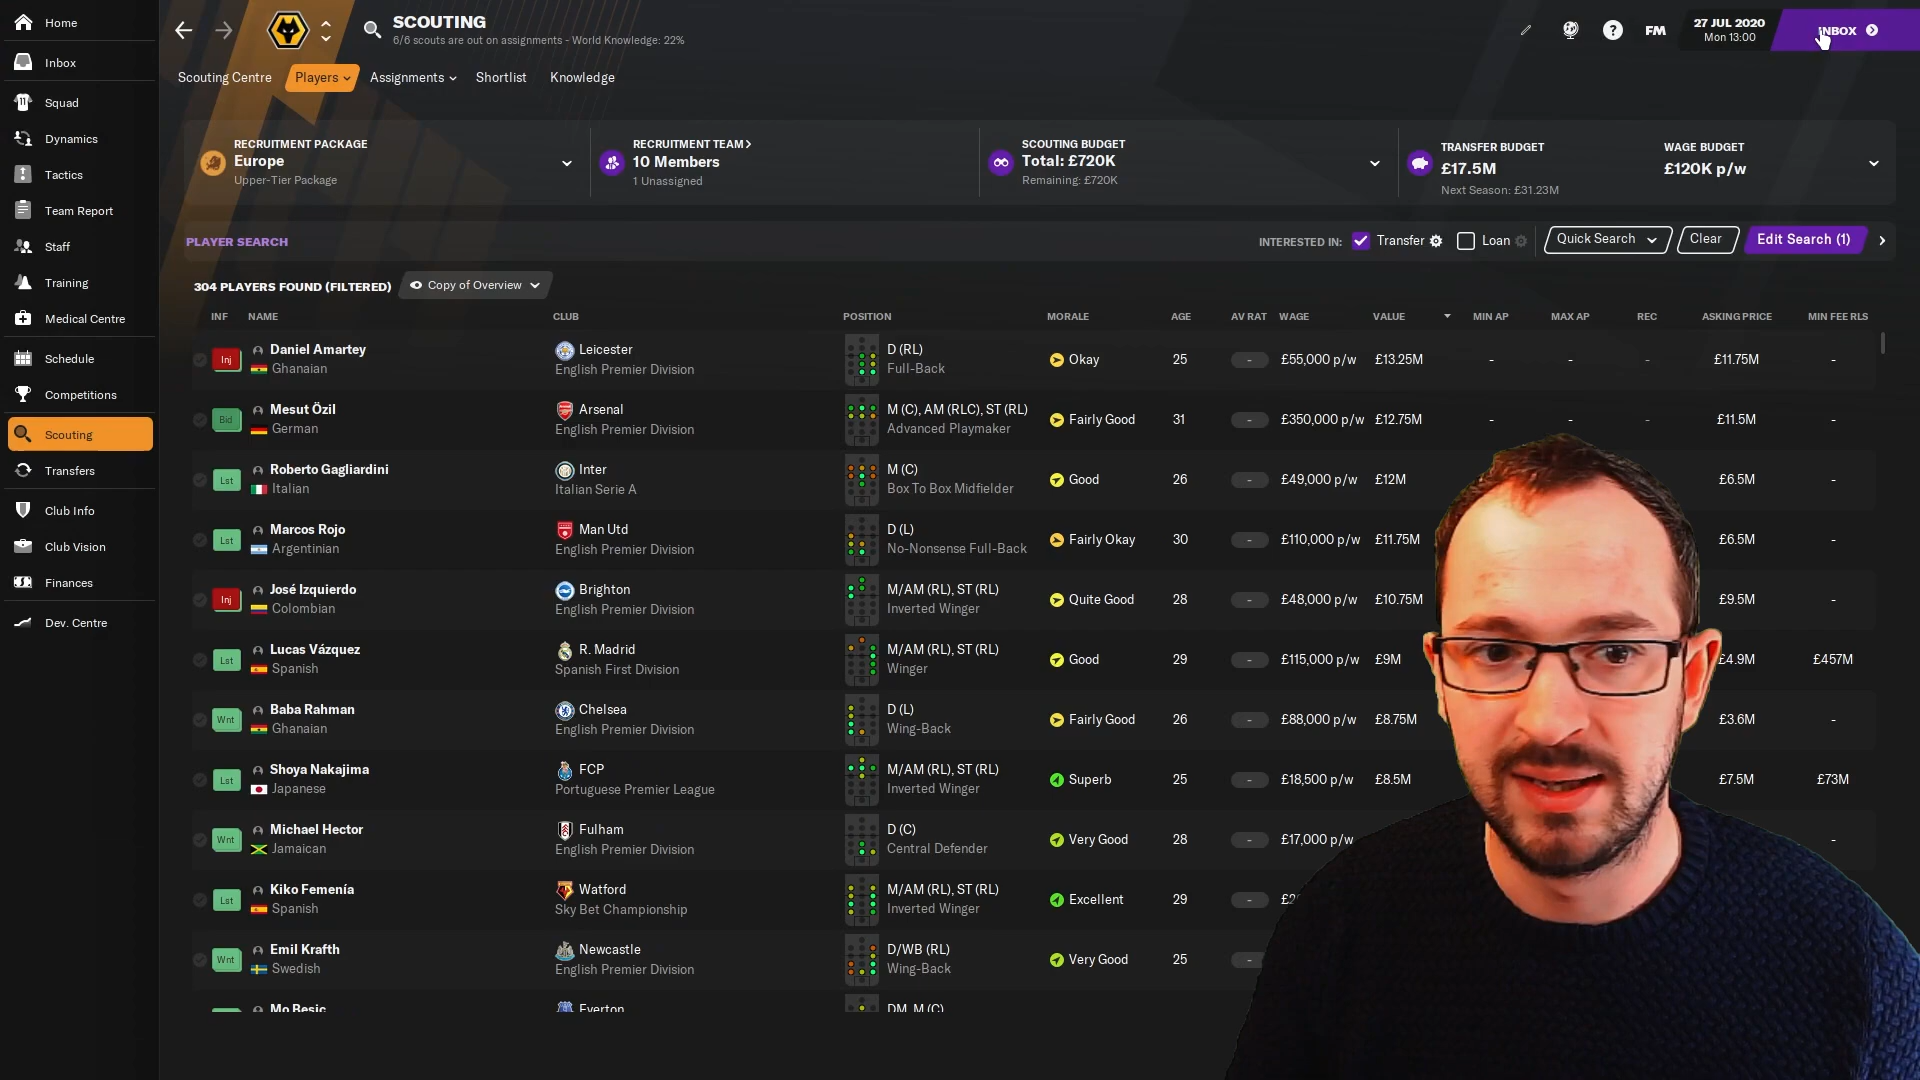 Home
Inbox
Squad
Dynamics
Tactics
Team Report
Staff
Training
Medical Centre
Schedule
Competitions
Scouting
Transfers
Club Info
Club Vision
Finances
Dev. Centre
SCOUTING
6/6 scouts are out on assignments - World Knowledge: 22%
FM
27 JUL 2020
Mon 13:00
INBOX
Scouting Centre Players Assignments Shortlist Knowledge
RECRUITMENT PACKAGE
Europe
Upper-Tier Package
RECRUITMENT TEAM
10 Members
1 Unassigned
SCOUTING BUDGET
Total: £720K
Remaining: £720K
TRANSFER BUDGET
£17.5M
Next Season: £31.23M
WAGE BUDGET
£120K p/w
PLAYER SEARCH
INTERESTED IN: Transfer Loan Quick Search Clear Edit Search (1)
304 PLAYERS FOUND (FILTERED) Copy of Overview
INF NAME CLUB POSITION MORALE AGE AV RAT WAGE VALUE MIN AP MAX AP REC ASKING PRICE MIN FEE RLS
Inj Daniel Amartey Leicester D (RL) Okay 25 - £55,000 p/w £13.25M - - - £11.75M -
Ghanaian English Premier Division Full-Back
Bid Mesut Özil Arsenal M (C), AM (RLC), ST (RL) Fairly Good 31 - £350,000 p/w £12.75M - - - £11.5M -
German English Premier Division Advanced Playmaker
Lst Roberto Gagliardini Inter M (C) Good 26 - £49,000 p/w £12M £6.5M -
Italian Italian Serie A Box To Box Midfielder
Lst Marcos Rojo Man Utd D (L) Fairly Okay 30 - £110,000 p/w £11.75M £6.5M -
Argentinian English Premier Division No-Nonsense Full-Back
Inj José Izquierdo Brighton M/AM (RL), ST (RL) Quite Good 28 - £48,000 p/w £10.75M £9.5M -
Colombian English Premier Division Inverted Winger
Lst Lucas Vázquez R. Madrid M/AM (RL), ST (RL) Good 29 - £115,000 p/w £9M £4.9M £457M
Spanish Spanish First Division Winger
Wnt Baba Rahman Chelsea D (L) Fairly Good 26 - £88,000 p/w £8.75M £3.6M -
Ghanaian English Premier Division Wing-Back
Lst Shoya Nakajima FCP M/AM (RL), ST (RL) Superb 25 - £18,500 p/w £8.5M £7.5M £73M
Japanese Portuguese Premier League Inverted Winger
Wnt Michael Hector Fulham D (C) Very Good 28 - £17,000 p/w -
Jamaican English Premier Division Central Defender
Lst Kiko Femenía Watford M/AM (RL), ST (RL) Excellent 29 -
Spanish Sky Bet Championship Inverted Winger
Wnt Emil Krafth Newcastle D/WB (RL) Very Good 25 -
Swedish English Premier Division Wing-Back
Mo Besic Everton DM, M (C)